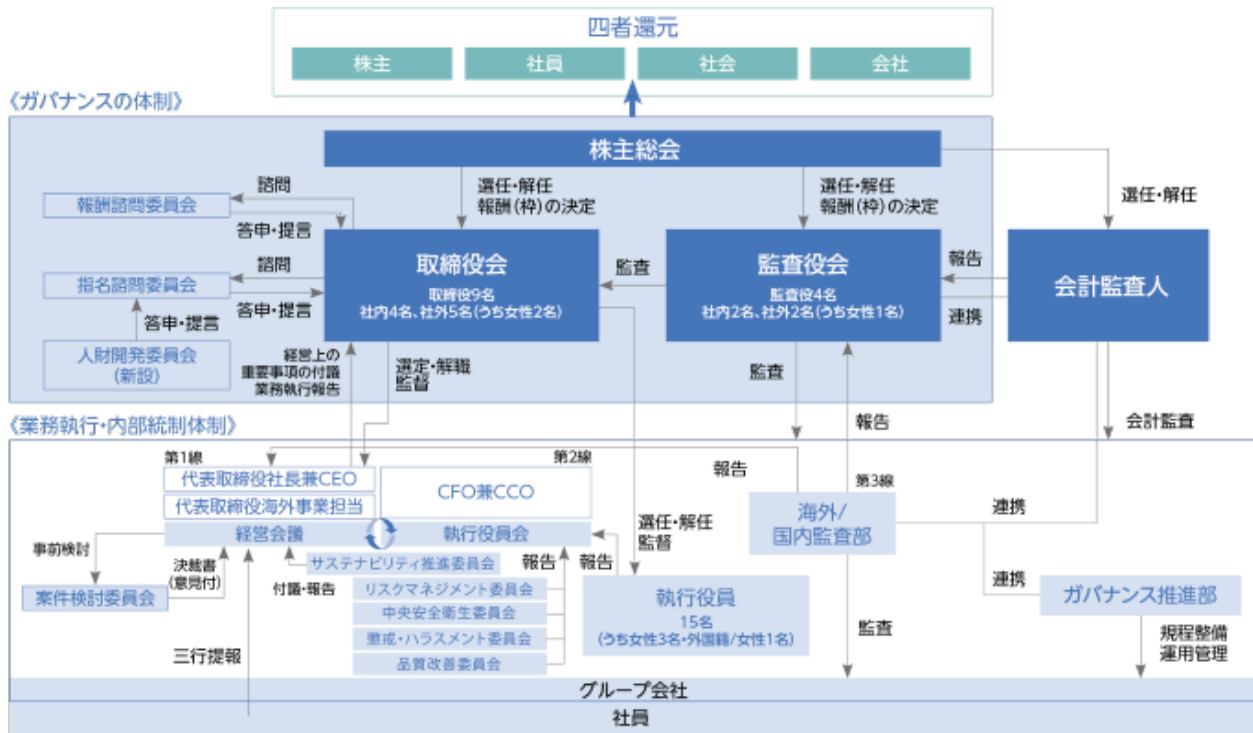 四者還元
株主
社員
社会
会社
《ガバナンスの体制》
株主総会
諮問
選任・解任
報酬(枠)の決定
選任・解任
報酬(枠)の決定
選任・解任
報酬諮問委員会
答申・提言
取締役会
取締役9名
社内4名、社外5名(うち女性2名)
監査
監査役会
監査役4名
社内2名、社外2名(うち女性1名)
報告
連携
会計監査人
諮問
指名諮問委員会
答申・提言
答申・提言
人財開発委員会
(新設)
経営上の
重要事項の付議
業務執行報告
選定・解職
監督
監査
報告
会計監査
《業務執行・内部統制体制》
第1線
代表取締役社長兼CEO
代表取締役海外事業担当
経営会議
第2線
CFO兼CCO
執行役員会
報告
第3線
海外/
国内監査部
連携
選任・解任
監督
事前検討
決裁書
(意見付)
案件検討委員会
サステナビリティ推進委員会
付議・報告
報告
報告
リスクマネジメント委員会
中央安全衛生委員会
懲戒・ハラスメント委員会
品質改善委員会
執行役員
15名
(うち女性3名・外国籍/女性1名)
連携
ガバナンス推進部
監査
規程整備
運用管理
三行提報
グループ会社
社員